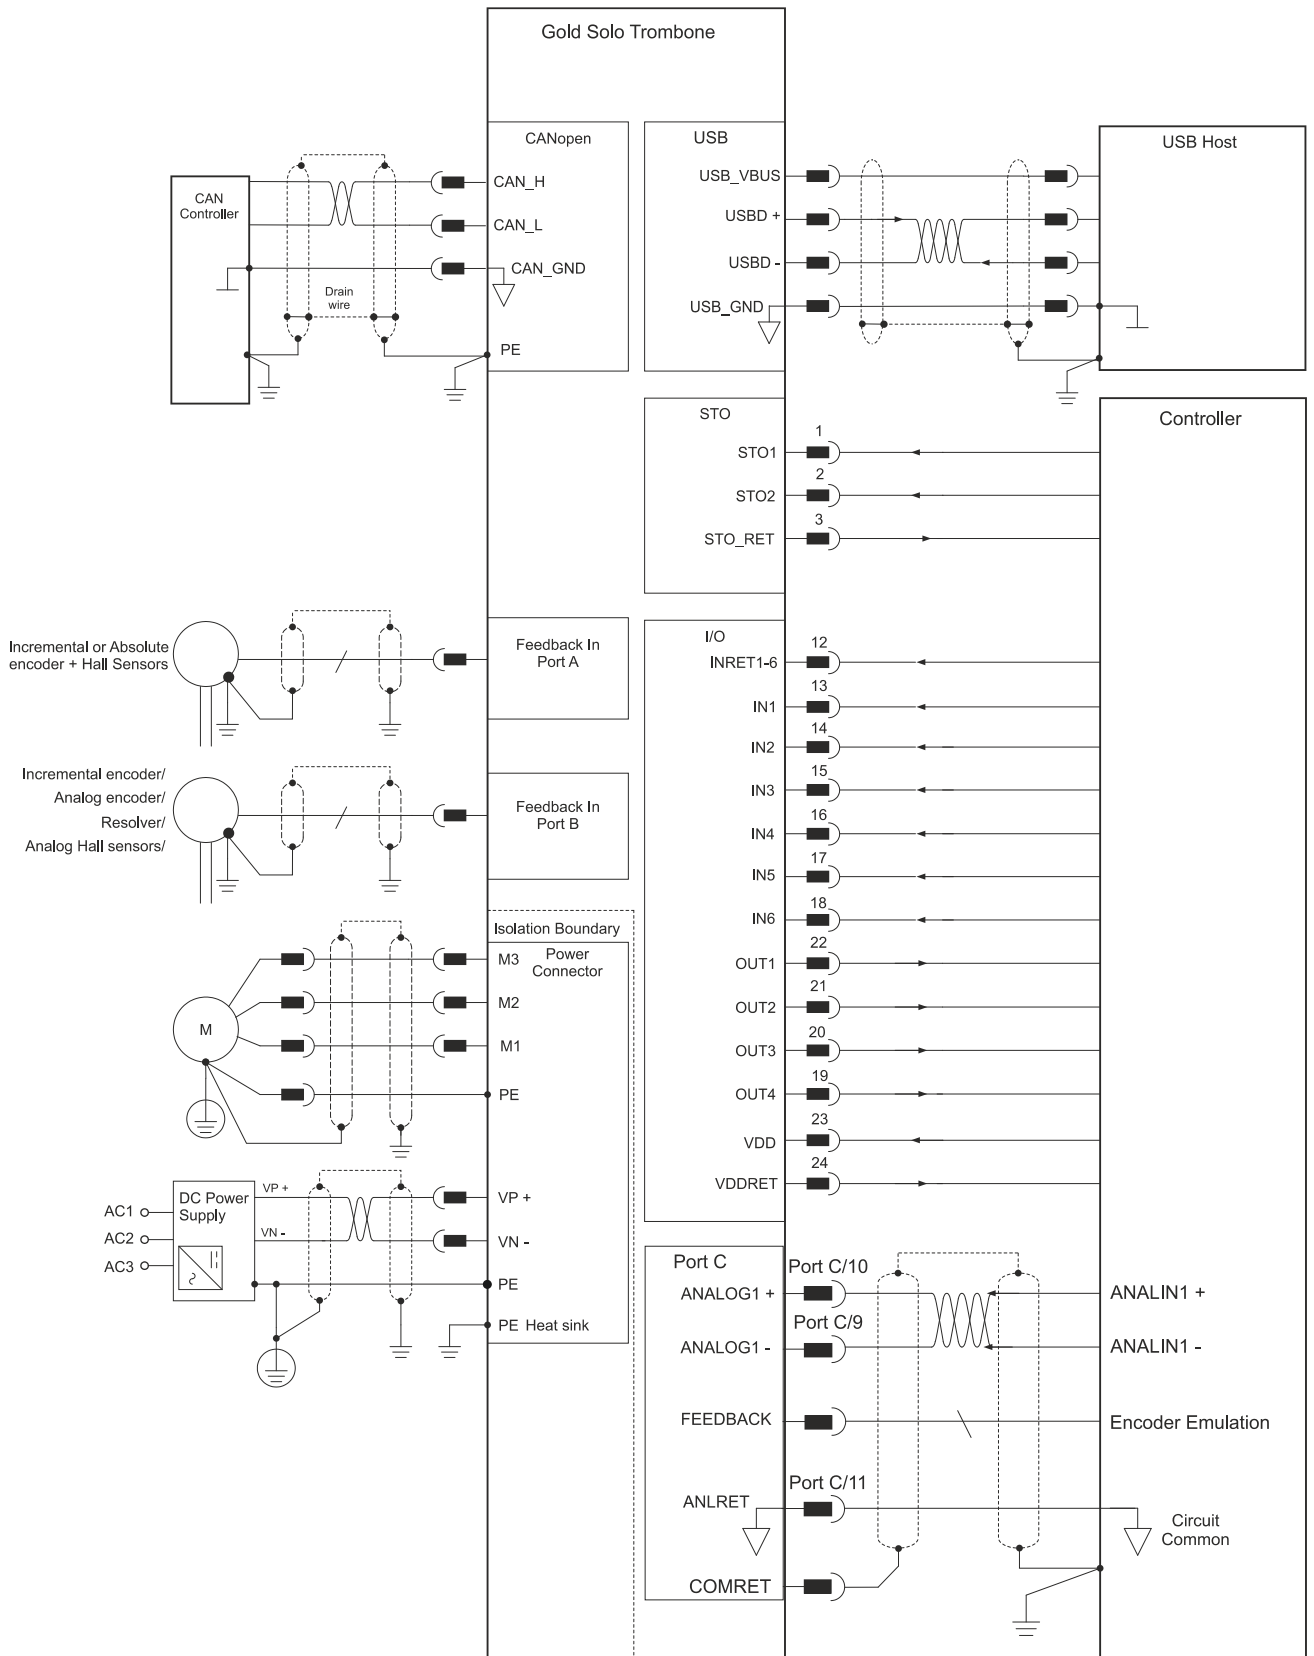 Gold Solo Trombone
CANopen
CAN
Controller
CAN_H
CAN_L
CAN_GND
Drain
wire
PE
USB
USB_VBUS
USBD +
USBD -
USB_GND
USB Host
STO
STO1
1
STO2
2
STO_RET
3
Controller
Incremental or Absolute
encoder + Hall Sensors
Feedback In
Port A
Incremental encoder/
Analog encoder/
Resolver/
Analog Hall sensors/
Feedback In
Port B
I/O
INRET1-6
12
IN1
13
IN2
14
IN3
15
IN4
16
IN5
17
IN6
18
OUT1
22
OUT2
21
OUT3
20
OUT4
19
VDD
23
VDDRET
24
Isolation Boundary
Power
Connector
M
M3
M2
M1
PE
AC1
AC2
AC3
DC Power
Supply
VP +
VN -
VP +
VN -
PE
PE Heat sink
Port C
ANALOG1 +
Port C/10
ANALIN1 +
ANALOG1 -
Port C/9
ANALIN1 -
FEEDBACK
Encoder Emulation
ANLRET
Port C/11
Circuit
Common
COMRET